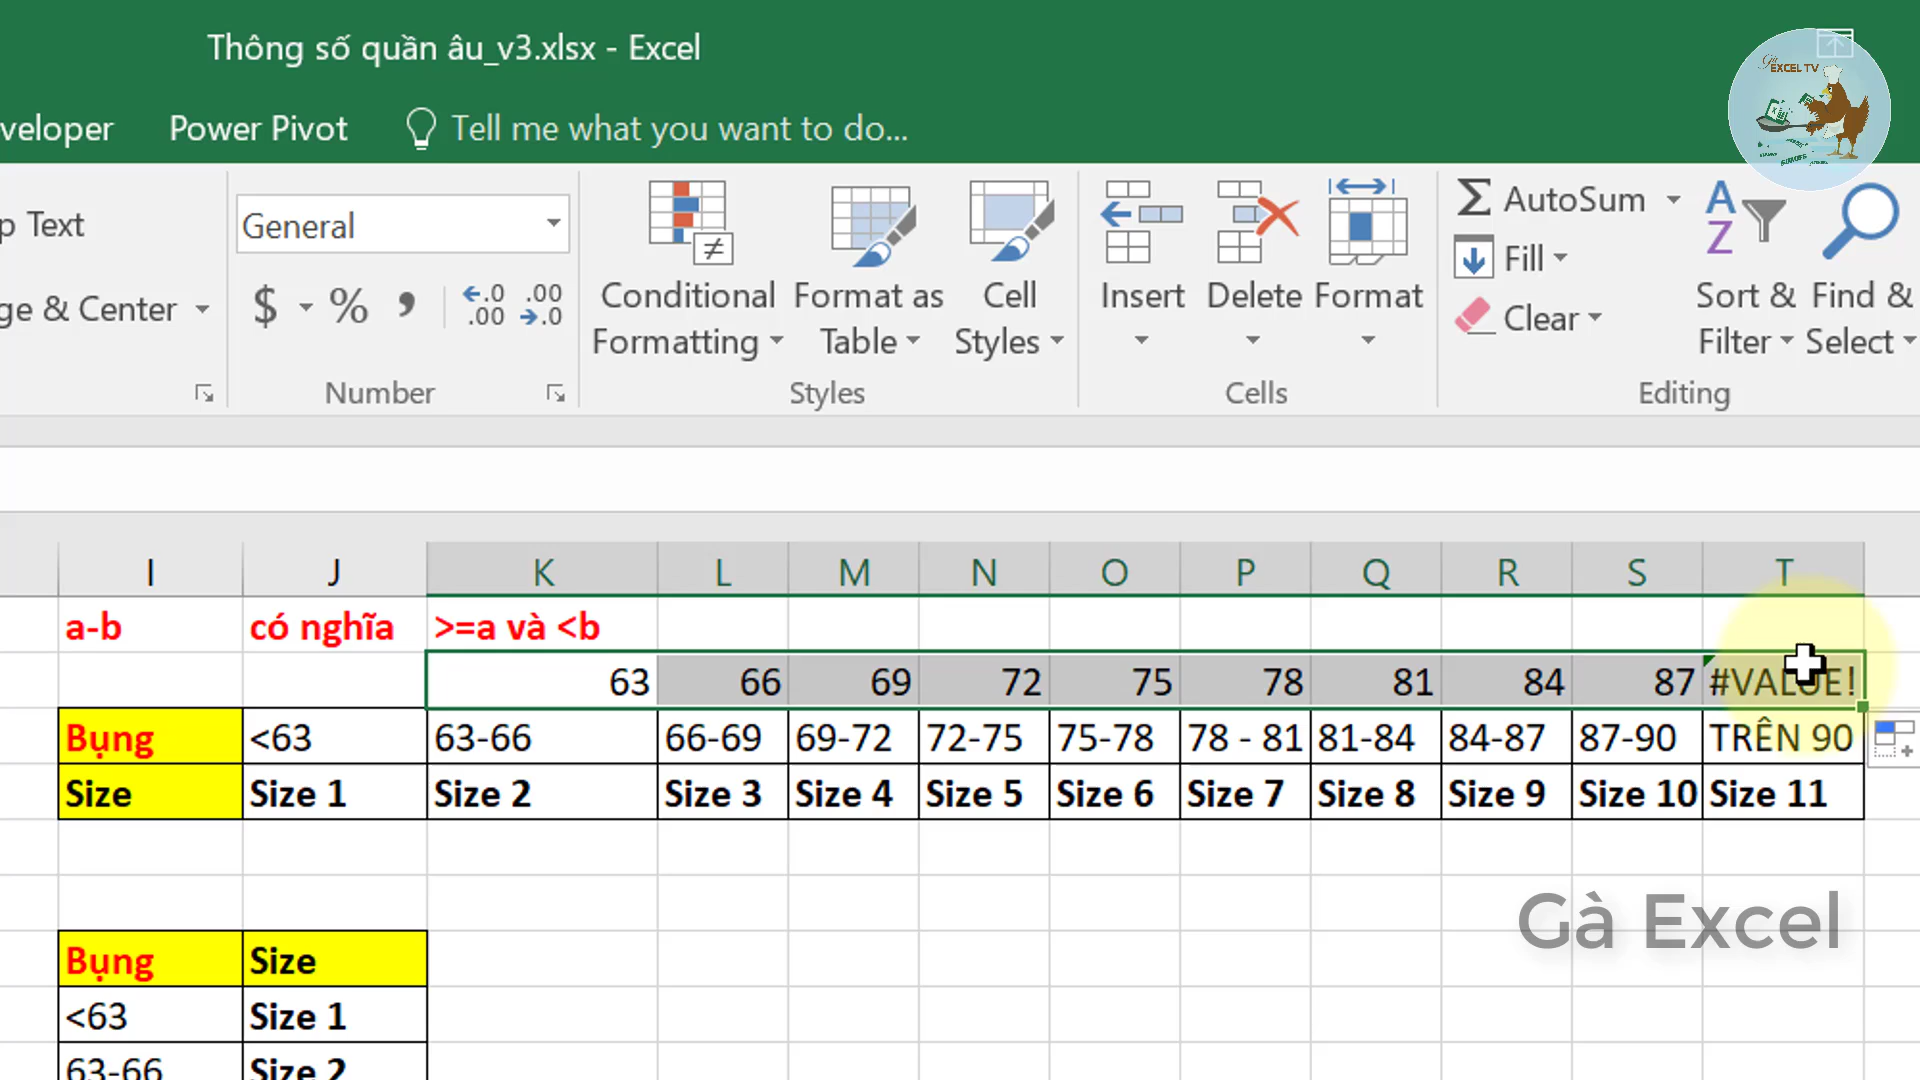 Thông số quần âu_v3.xlsx - Excel
EXCEL TV
veloper Power Pivot Tell me what you want to do...
p Text General AutoSum
Fill
ge & Center $ % , Conditional Formatting Format as Table Cell Styles Insert Delete Format Clear Sort & Filter Find & Select
Number Styles Cells Editing
I J K L M N O P Q R S T
a-b có nghĩa >=a và <b
63 66 69 72 75 78 81 84 87 #VALUE!
Bụng <63 63-66 66-69 69-72 72-75 75-78 78 - 81 81-84 84-87 87-90 TRÊN 90
Size Size 1 Size 2 Size 3 Size 4 Size 5 Size 6 Size 7 Size 8 Size 9 Size 10 Size 11
Gà Excel
Bụng Size
<63 Size 1
63-66 Size 2